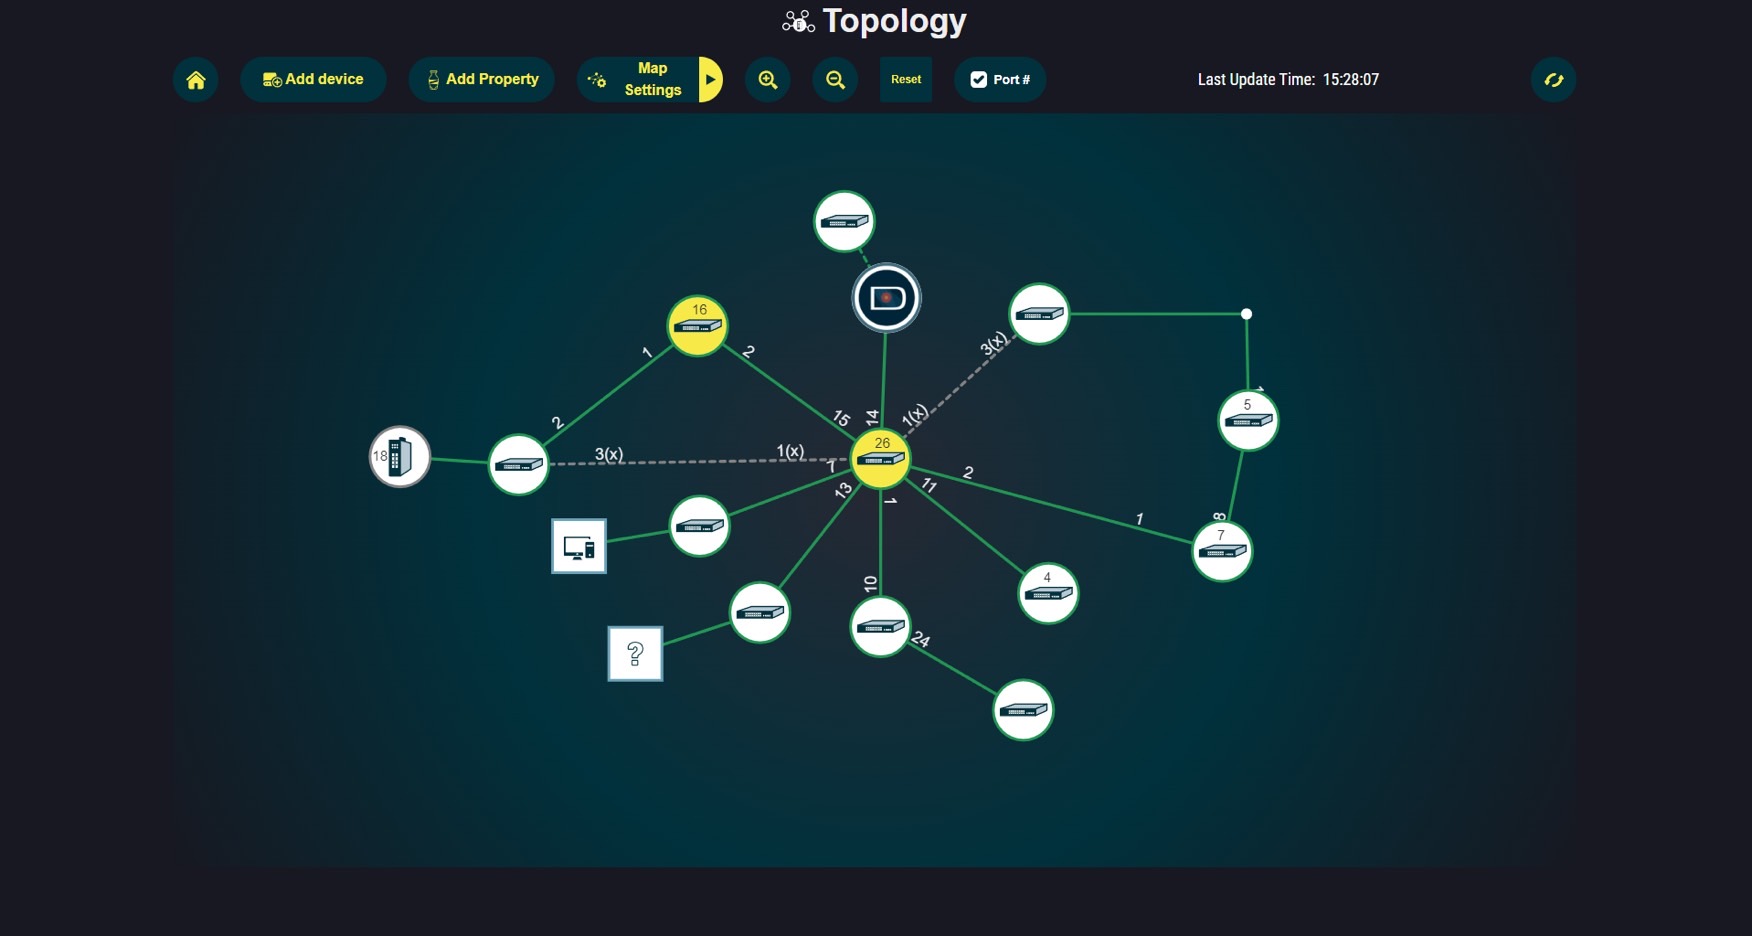 Topology
Add device
Add Property
Map
Settings
Reset
Port #
Last Update Time: 15:28:07
16
1
2
3(x)
2
15
14
1(x)
5
26
18
3(x)
1(x)
7
13
1
11
2
1
8
7
10
4
24
?